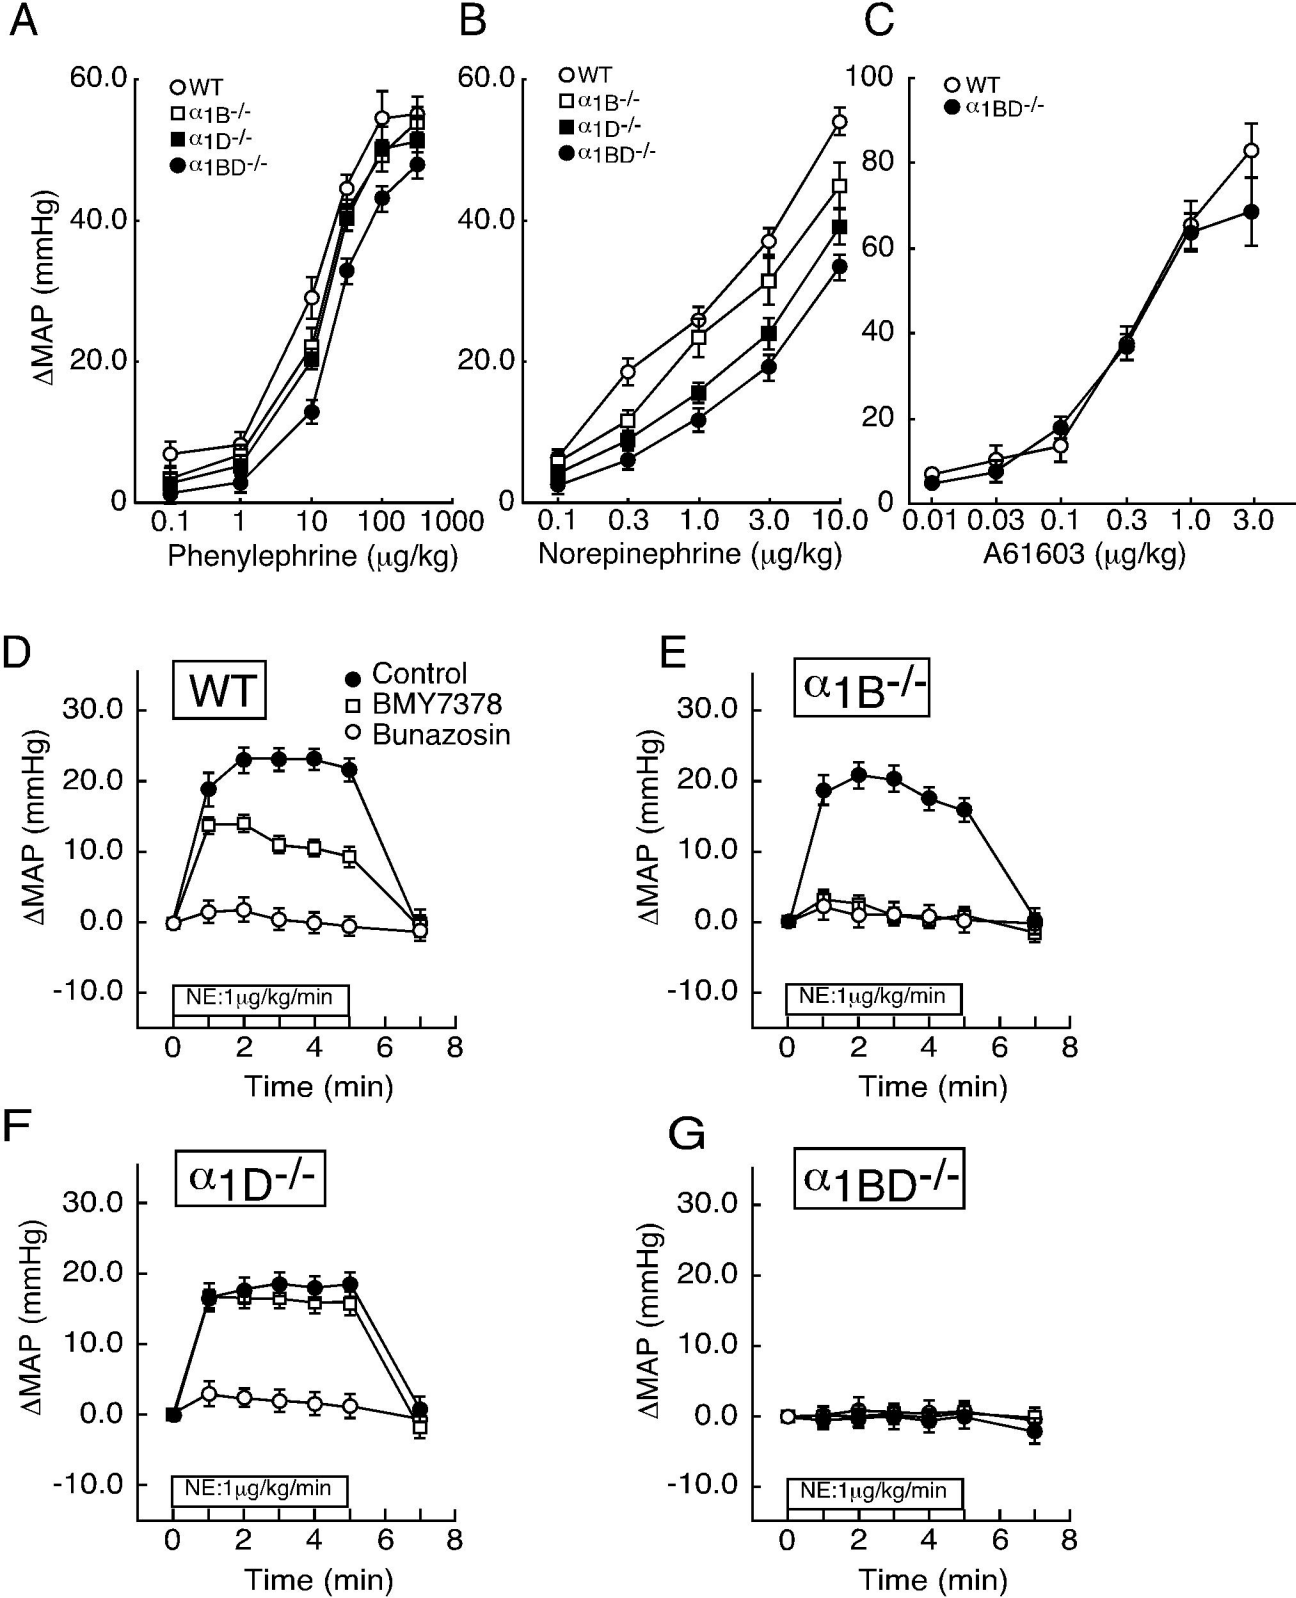 A
60.0
40.0
20.0
0
ΔMAP (mmHg)
WT
α1B-/-
α1D-/-
α1BD-/-
0.1 1 10 100 1000
Phenylephrine (μg/kg)
B
60.0
40.0
20.0
0
WT
α1B-/-
α1D-/-
α1BD-/-
0.1 0.3 1.0 3.0 10.0
Norepinephrine (μg/kg)
C
100
80
60
40
20
0
WT
α1BD-/-
0.01 0.03 0.1 0.3 1.0 3.0
A61603 (μg/kg)
D
WT
Control
BMY7378
Bunazosin
30.0
20.0
10.0
0.0
-10.0
ΔMAP (mmHg)
NE:1μg/kg/min
0 2 4 6 8
Time (min)
E
α1B-/-
30.0
20.0
10.0
0.0
-10.0
ΔMAP (mmHg)
NE:1μg/kg/min
0 2 4 6 8
Time (min)
F
α1D-/-
30.0
20.0
10.0
0.0
-10.0
ΔMAP (mmHg)
NE:1μg/kg/min
0 2 4 6 8
Time (min)
G
α1BD-/-
30.0
20.0
10.0
0.0
-10.0
ΔMAP (mmHg)
NE:1μg/kg/min
0 2 4 6 8
Time (min)